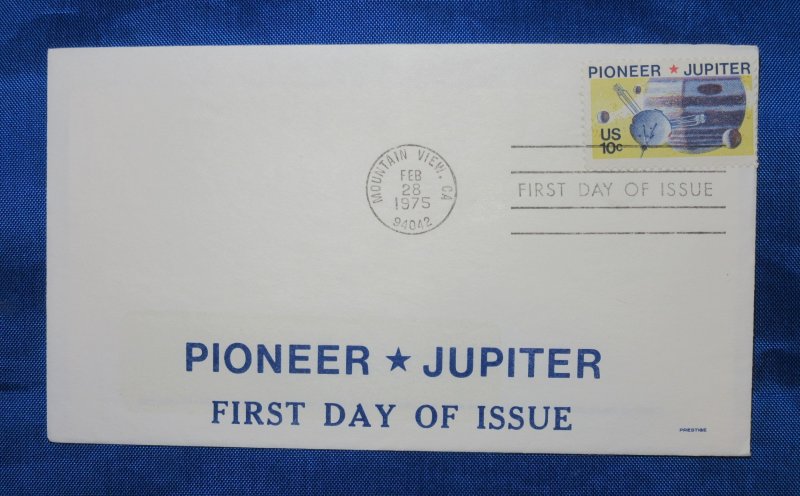 PIONEER ★ JUPITER
US
10c
MOUNTAIN VIEW, CA
FEB
28
1975
94042
FIRST DAY OF ISSUE
PIONEER ★ JUPITER
FIRST DAY OF ISSUE
PRESTIGE